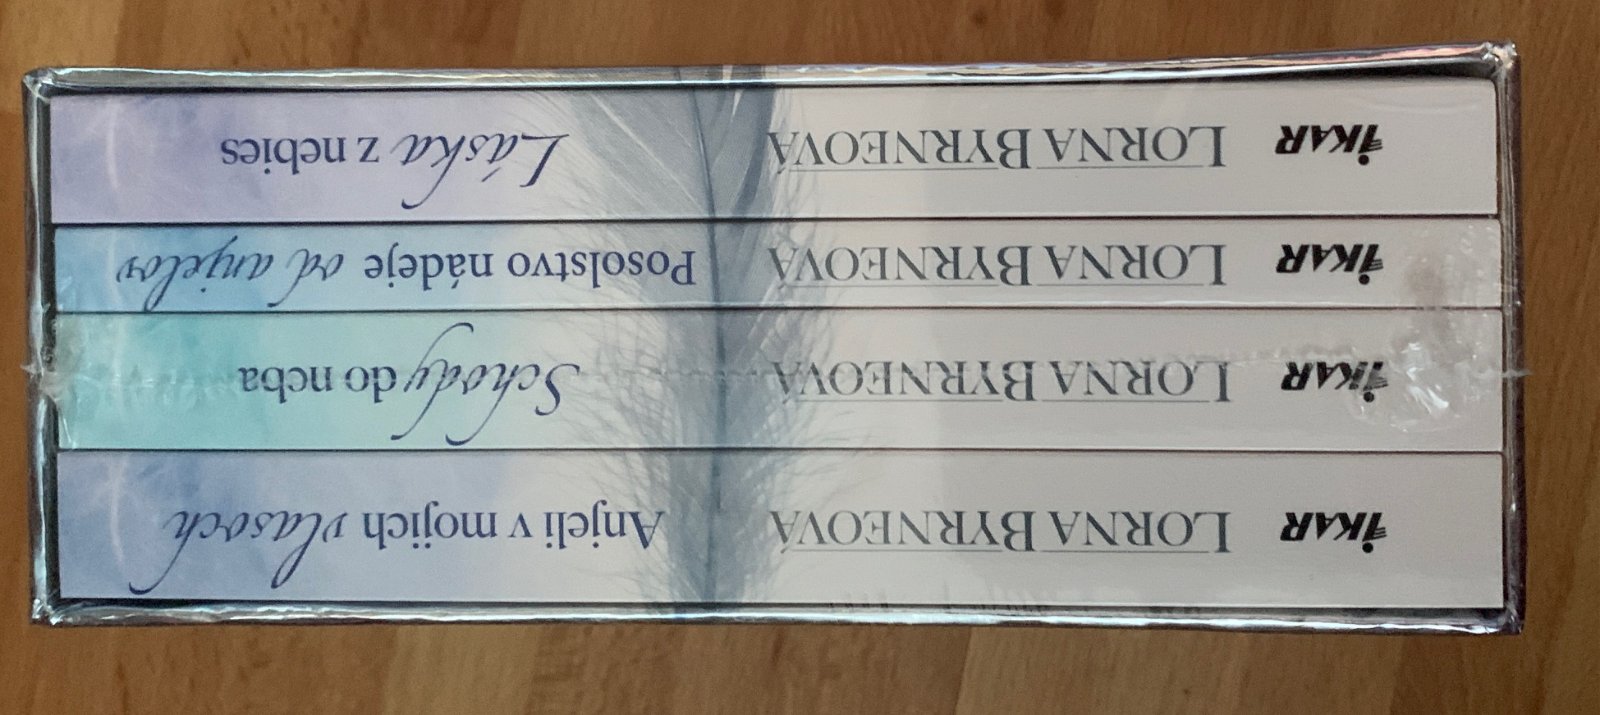 IKAR LORNA BYRNEOVÁ Anjeli v mojich vlasoch
IKAR LORNA BYRNEOVÁ Schody do neba
IKAR LORNA BYRNEOVÁ Posolstvo nádeje od anjelov
IKAR LORNA BYRNEOVÁ Láska z nebies